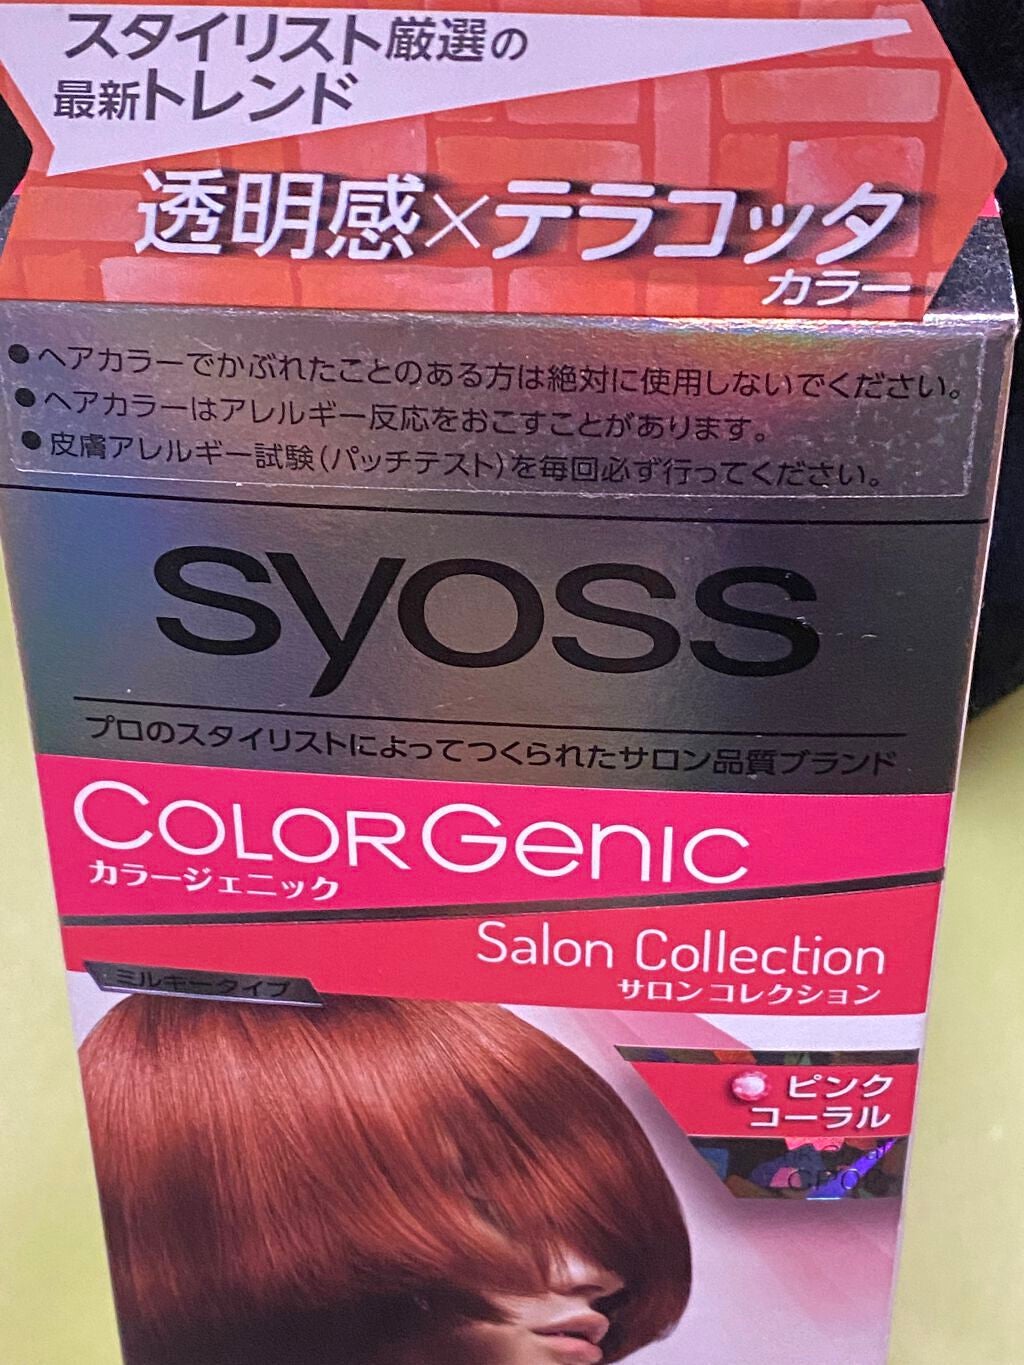 スタイリスト厳選の
最新トレンド
透明感×テラコッタ
カラー
●ヘアカラーでかぶれたことのある方は絶対に使用しないでください。
●ヘアカラーはアレルギー反応をおこすことがあります。
●皮膚アレルギー試験(パッチテスト)を毎回必ず行ってください。
syoss
プロのスタイリストによってつくられたサロン品質ブランド
COLORGenIC
カラージェニック
Salon Collection
サロンコレクション
ミルキータイプ
ピンク
コーラル